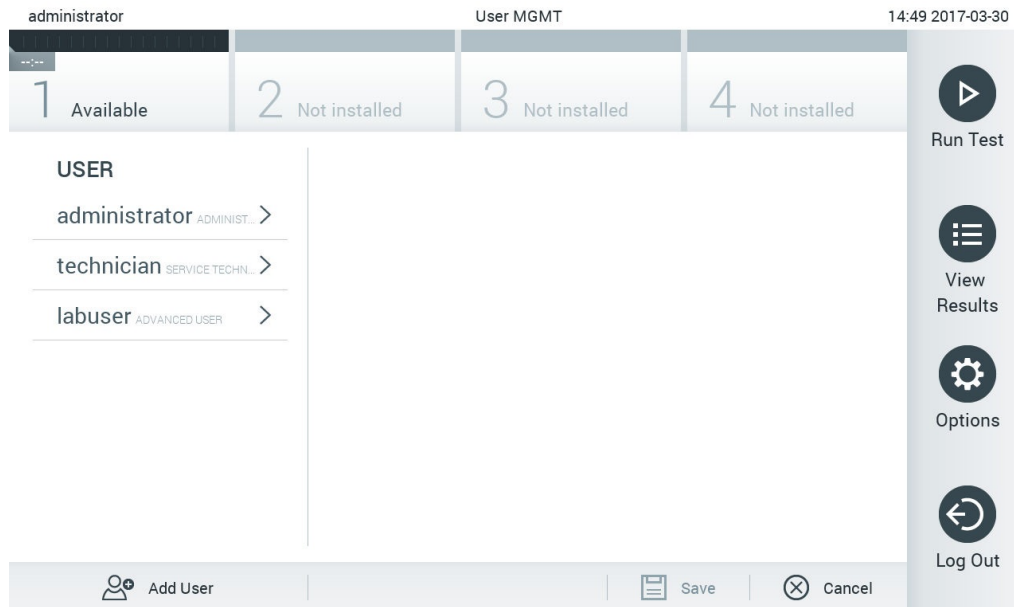 administrator User MGMT 14:49 2017-03-30
--:--
1 Available 2 Not installed 3 Not installed 4 Not installed
Run Test
USER
administrator ADMINIST...
technician SERVICE TECHN...
labuser ADVANCED USER
View
Results
Options
Log Out
Add User Save Cancel